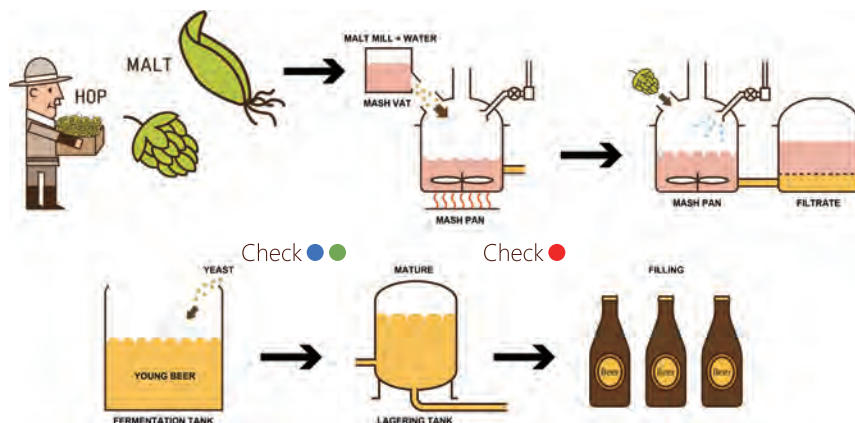 MALT
HOP
MALT MILL + WATER
MASH VAT
MASH PAN
MASH PAN
FILTRATE
Check
Check
YEAST
MATURE
FILLING
YOUNG BEER
Beer
Beer
Beer
FERMENTATION TANK
LAGERING TANK